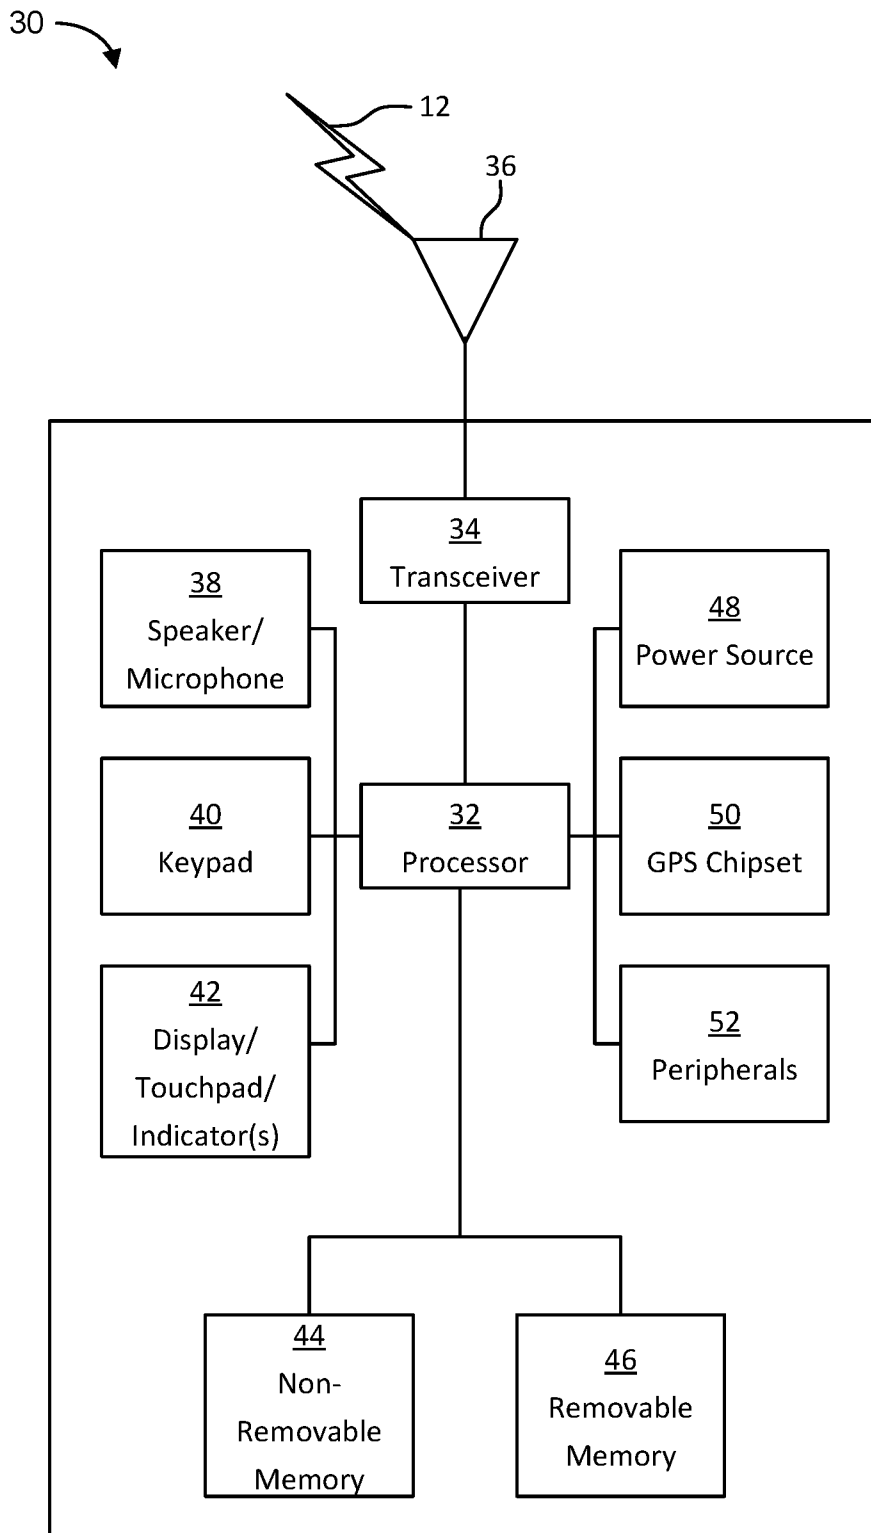 30
12
36
34
Transceiver
38
Speaker/
Microphone
48
Power Source
40
Keypad
32
Processor
50
GPS Chipset
42
Display/
Touchpad/
Indicator(s)
52
Peripherals
44
Non-
Removable
Memory
46
Removable
Memory